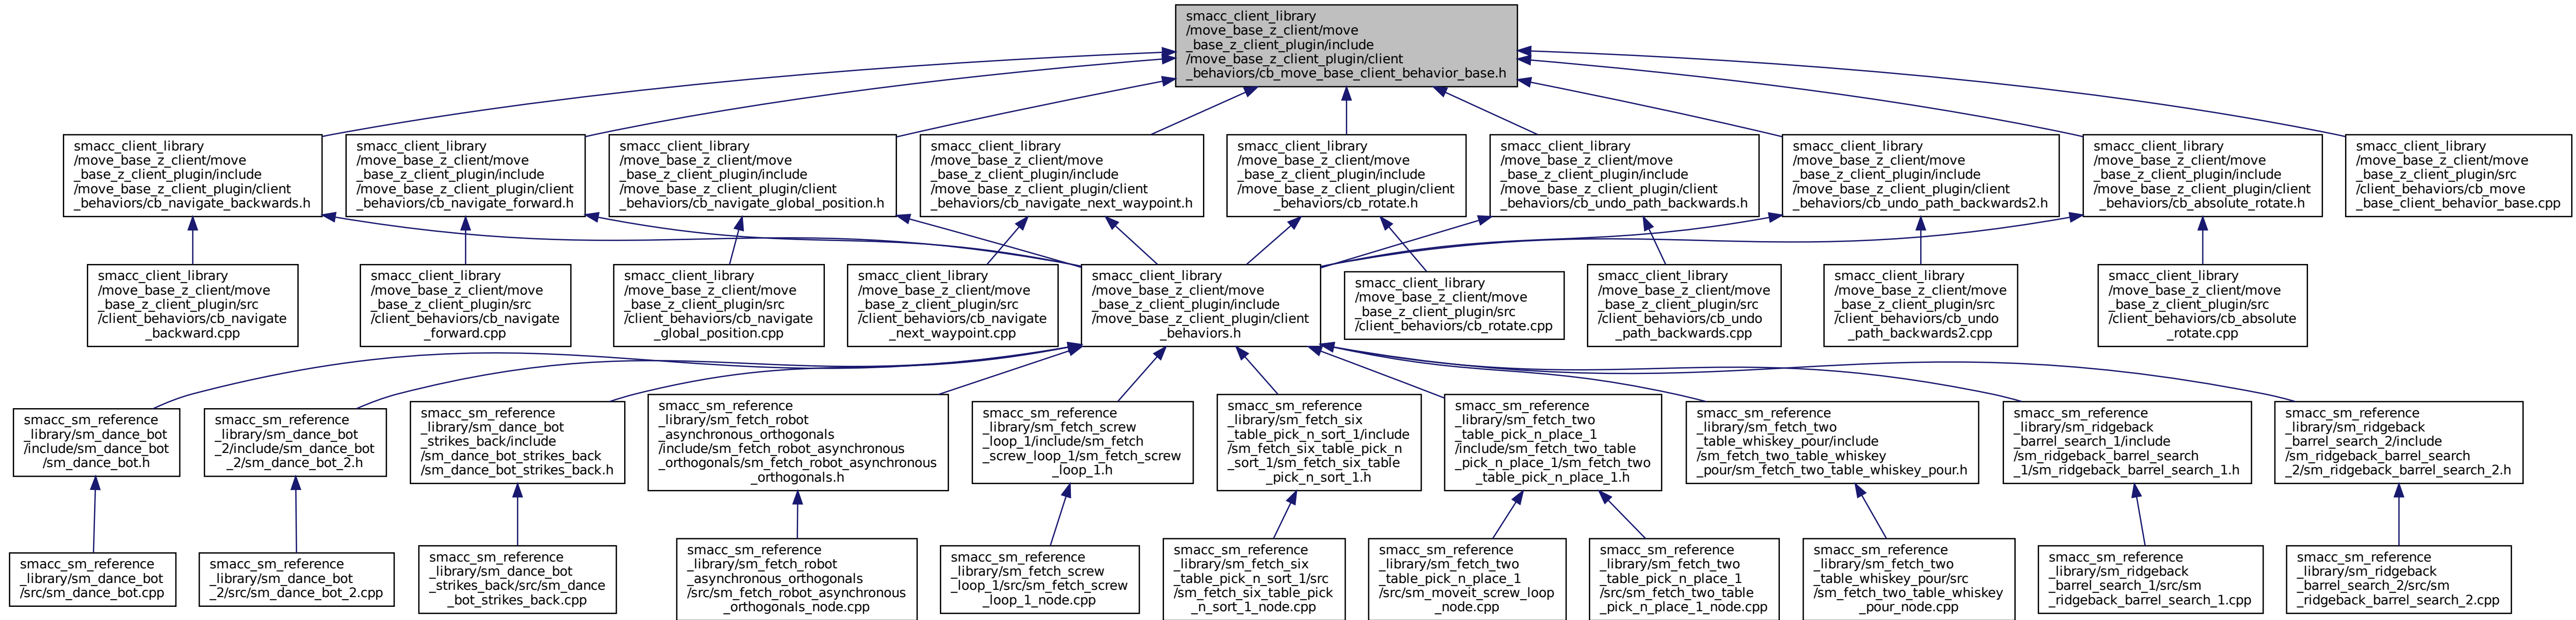 smacc_client_library
/move_base_z_client/move
_base_z_client_plugin/include
/move_base_z_client_plugin/client
_behaviors/cb_move_base_client_behavior_base.h
smacc_client_library
/move_base_z_client/move
_base_z_client_plugin/include
/move_base_z_client_plugin/client
_behaviors/cb_navigate_backwards.h
smacc_client_library
/move_base_z_client/move
_base_z_client_plugin/include
/move_base_z_client_plugin/client
_behaviors/cb_navigate_forward.h
smacc_client_library
/move_base_z_client/move
_base_z_client_plugin/include
/move_base_z_client_plugin/client
_behaviors/cb_navigate_global_position.h
smacc_client_library
/move_base_z_client/move
_base_z_client_plugin/include
/move_base_z_client_plugin/client
_behaviors/cb_navigate_next_waypoint.h
smacc_client_library
/move_base_z_client/move
_base_z_client_plugin/include
/move_base_z_client_plugin/client
_behaviors/cb_rotate.h
smacc_client_library
/move_base_z_client/move
_base_z_client_plugin/include
/move_base_z_client_plugin/client
_behaviors/cb_undo_path_backwards.h
smacc_client_library
/move_base_z_client/move
_base_z_client_plugin/include
/move_base_z_client_plugin/client
_behaviors/cb_undo_path_backwards2.h
smacc_client_library
/move_base_z_client/move
_base_z_client_plugin/include
/move_base_z_client_plugin/client
_behaviors/cb_absolute_rotate.h
smacc_client_library
/move_base_z_client/move
_base_z_client_plugin/src
/client_behaviors/cb_move
_base_client_behavior_base.cpp
smacc_client_library
/move_base_z_client/move
_base_z_client_plugin/src
/client_behaviors/cb_navigate
_backward.cpp
smacc_client_library
/move_base_z_client/move
_base_z_client_plugin/src
/client_behaviors/cb_navigate
_forward.cpp
smacc_client_library
/move_base_z_client/move
_base_z_client_plugin/src
/client_behaviors/cb_navigate
_global_position.cpp
smacc_client_library
/move_base_z_client/move
_base_z_client_plugin/src
/client_behaviors/cb_navigate
_next_waypoint.cpp
smacc_client_library
/move_base_z_client/move
_base_z_client_plugin/include
/move_base_z_client_plugin/client
_behaviors.h
smacc_client_library
/move_base_z_client/move
_base_z_client_plugin/src
/client_behaviors/cb_rotate.cpp
smacc_client_library
/move_base_z_client/move
_base_z_client_plugin/src
/client_behaviors/cb_undo
_path_backwards.cpp
smacc_client_library
/move_base_z_client/move
_base_z_client_plugin/src
/client_behaviors/cb_undo
_path_backwards2.cpp
smacc_client_library
/move_base_z_client/move
_base_z_client_plugin/src
/client_behaviors/cb_absolute
_rotate.cpp
smacc_sm_reference
_library/sm_dance_bot
/include/sm_dance_bot
/sm_dance_bot.h
smacc_sm_reference
_library/sm_dance_bot
_2/include/sm_dance_bot
_2/sm_dance_bot_2.h
smacc_sm_reference
_library/sm_dance_bot
_strikes_back/include
/sm_dance_bot_strikes_back
/sm_dance_bot_strikes_back.h
smacc_sm_reference
_library/sm_fetch_robot
_asynchronous_orthogonals
/include/sm_fetch_robot_asynchronous
_orthogonals/sm_fetch_robot_asynchronous
_orthogonals.h
smacc_sm_reference
_library/sm_fetch_screw
_loop_1/include/sm_fetch
_screw_loop_1/sm_fetch_screw
_loop_1.h
smacc_sm_reference
_library/sm_fetch_six
_table_pick_n_sort_1/include
/sm_fetch_six_table_pick_n
_sort_1/sm_fetch_six_table
_pick_n_sort_1.h
smacc_sm_reference
_library/sm_fetch_two
_table_pick_n_place_1
/include/sm_fetch_two_table
_pick_n_place_1/sm_fetch_two
_table_pick_n_place_1.h
smacc_sm_reference
_library/sm_fetch_two
_table_whiskey_pour/include
/sm_fetch_two_table_whiskey
_pour/sm_fetch_two_table_whiskey_pour.h
smacc_sm_reference
_library/sm_ridgeback
_barrel_search_1/include
/sm_ridgeback_barrel_search
_1/sm_ridgeback_barrel_search_1.h
smacc_sm_reference
_library/sm_ridgeback
_barrel_search_2/include
/sm_ridgeback_barrel_search
_2/sm_ridgeback_barrel_search_2.h
smacc_sm_reference
_library/sm_dance_bot
/src/sm_dance_bot.cpp
smacc_sm_reference
_library/sm_dance_bot
_2/src/sm_dance_bot_2.cpp
smacc_sm_reference
_library/sm_dance_bot
_strikes_back/src/sm_dance
_bot_strikes_back.cpp
smacc_sm_reference
_library/sm_fetch_robot
_asynchronous_orthogonals
/src/sm_fetch_robot_asynchronous
_orthogonals_node.cpp
smacc_sm_reference
_library/sm_fetch_screw
_loop_1/src/sm_fetch_screw
_loop_1_node.cpp
smacc_sm_reference
_library/sm_fetch_six
_table_pick_n_sort_1/src
/sm_fetch_six_table_pick
_n_sort_1_node.cpp
smacc_sm_reference
_library/sm_fetch_two
_table_pick_n_place_1
/src/sm_moveit_screw_loop
_node.cpp
smacc_sm_reference
_library/sm_fetch_two
_table_pick_n_place_1
/src/sm_fetch_two_table
_pick_n_place_1_node.cpp
smacc_sm_reference
_library/sm_fetch_two
_table_whiskey_pour/src
/sm_fetch_two_table_whiskey
_pour_node.cpp
smacc_sm_reference
_library/sm_ridgeback
_barrel_search_1/src/sm
_ridgeback_barrel_search_1.cpp
smacc_sm_reference
_library/sm_ridgeback
_barrel_search_2/src/sm
_ridgeback_barrel_search_2.cpp